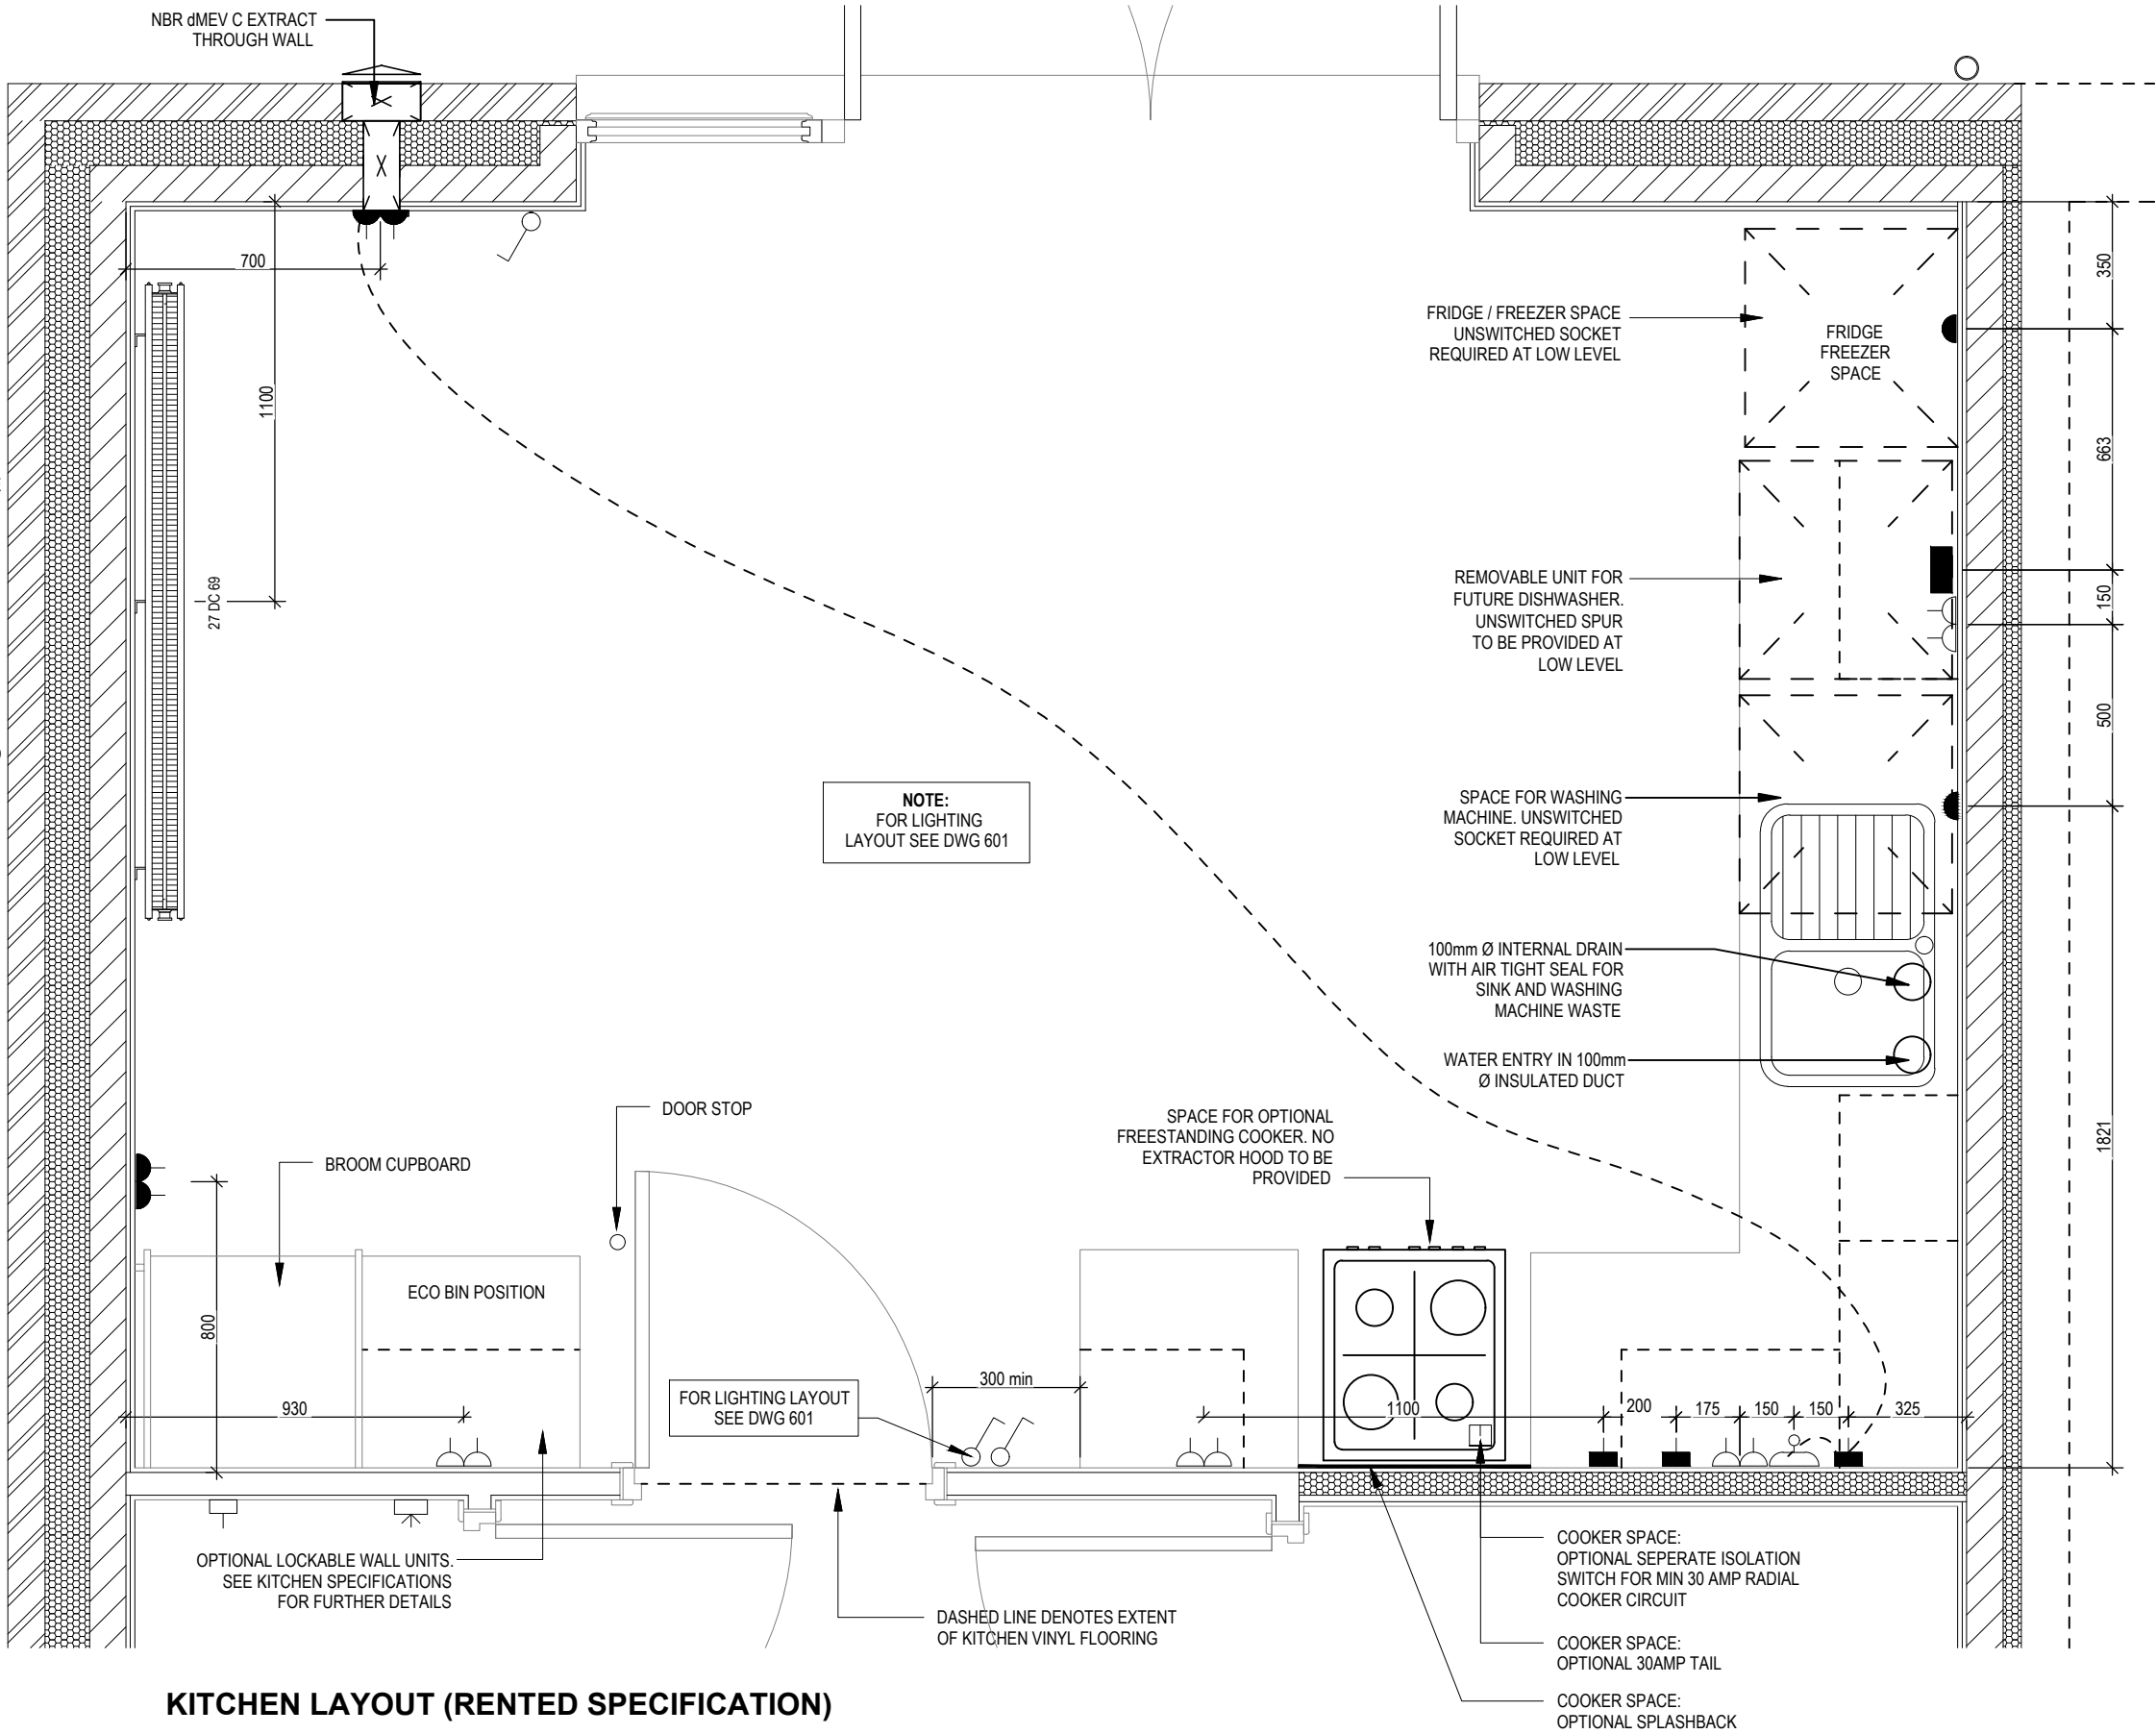 NBR dMEV C EXTRACT
THROUGH WALL
700
1100
27 DC 69
FRIDGE / FREEZER SPACE
UNSWITCHED SOCKET
REQUIRED AT LOW LEVEL
FRIDGE
FREEZER
SPACE
350
663
REMOVABLE UNIT FOR
FUTURE DISHWASHER.
UNSWITCHED SPUR
TO BE PROVIDED AT
LOW LEVEL
150
500
NOTE:
FOR LIGHTING
LAYOUT SEE DWG 601
SPACE FOR WASHING
MACHINE. UNSWITCHED
SOCKET REQUIRED AT
LOW LEVEL
100mm Ø INTERNAL DRAIN
WITH AIR TIGHT SEAL FOR
SINK AND WASHING
MACHINE WASTE
WATER ENTRY IN 100mm
Ø INSULATED DUCT
1821
DOOR STOP
SPACE FOR OPTIONAL
FREESTANDING COOKER. NO
EXTRACTOR HOOD TO BE
PROVIDED
BROOM CUPBOARD
ECO BIN POSITION
800
930
FOR LIGHTING LAYOUT
SEE DWG 601
300 min
1100
200
175
150
150
325
OPTIONAL LOCKABLE WALL UNITS.
SEE KITCHEN SPECIFICATIONS
FOR FURTHER DETAILS
DASHED LINE DENOTES EXTENT
OF KITCHEN VINYL FLOORING
COOKER SPACE:
OPTIONAL SEPERATE ISOLATION
SWITCH FOR MIN 30 AMP RADIAL
COOKER CIRCUIT
COOKER SPACE:
OPTIONAL 30AMP TAIL
COOKER SPACE:
OPTIONAL SPLASHBACK
KITCHEN LAYOUT (RENTED SPECIFICATION)